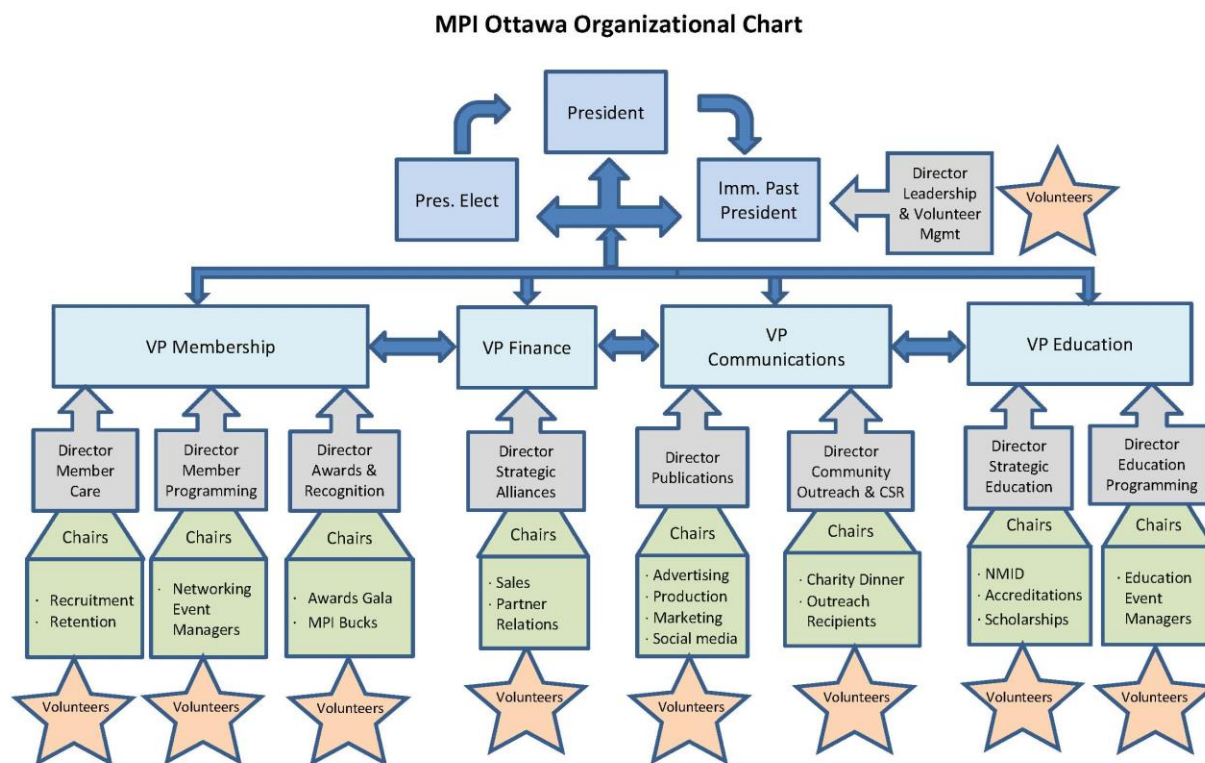 MPI Ottawa Organizational Chart
President
Pres. Elect
Imm. Past
President
Director
Leadership
& Volunteer
Mgmt
Volunteers
VP Membership
VP Finance
VP
Communications
VP Education
Director
Member
Care
Director
Member
Programming
Director
Awards &
Recognition
Director
Strategic
Alliances
Director
Publications
Director
Community
Outreach & CSR
Director
Strategic
Education
Director
Education
Programming
Chairs
Chairs
Chairs
Chairs
Chairs
Chairs
Chairs
Chairs
· Recruitment
· Retention
· Networking
Event
Managers
· Awards Gala
· MPI Bucks
· Sales
· Partner
Relations
· Advertising
· Production
· Marketing
· Social media
· Charity Dinner
· Outreach
Recipients
· NMID
· Accreditations
· Scholarships
· Education
Event
Managers
Volunteers
Volunteers
Volunteers
Volunteers
Volunteers
Volunteers
Volunteers
Volunteers